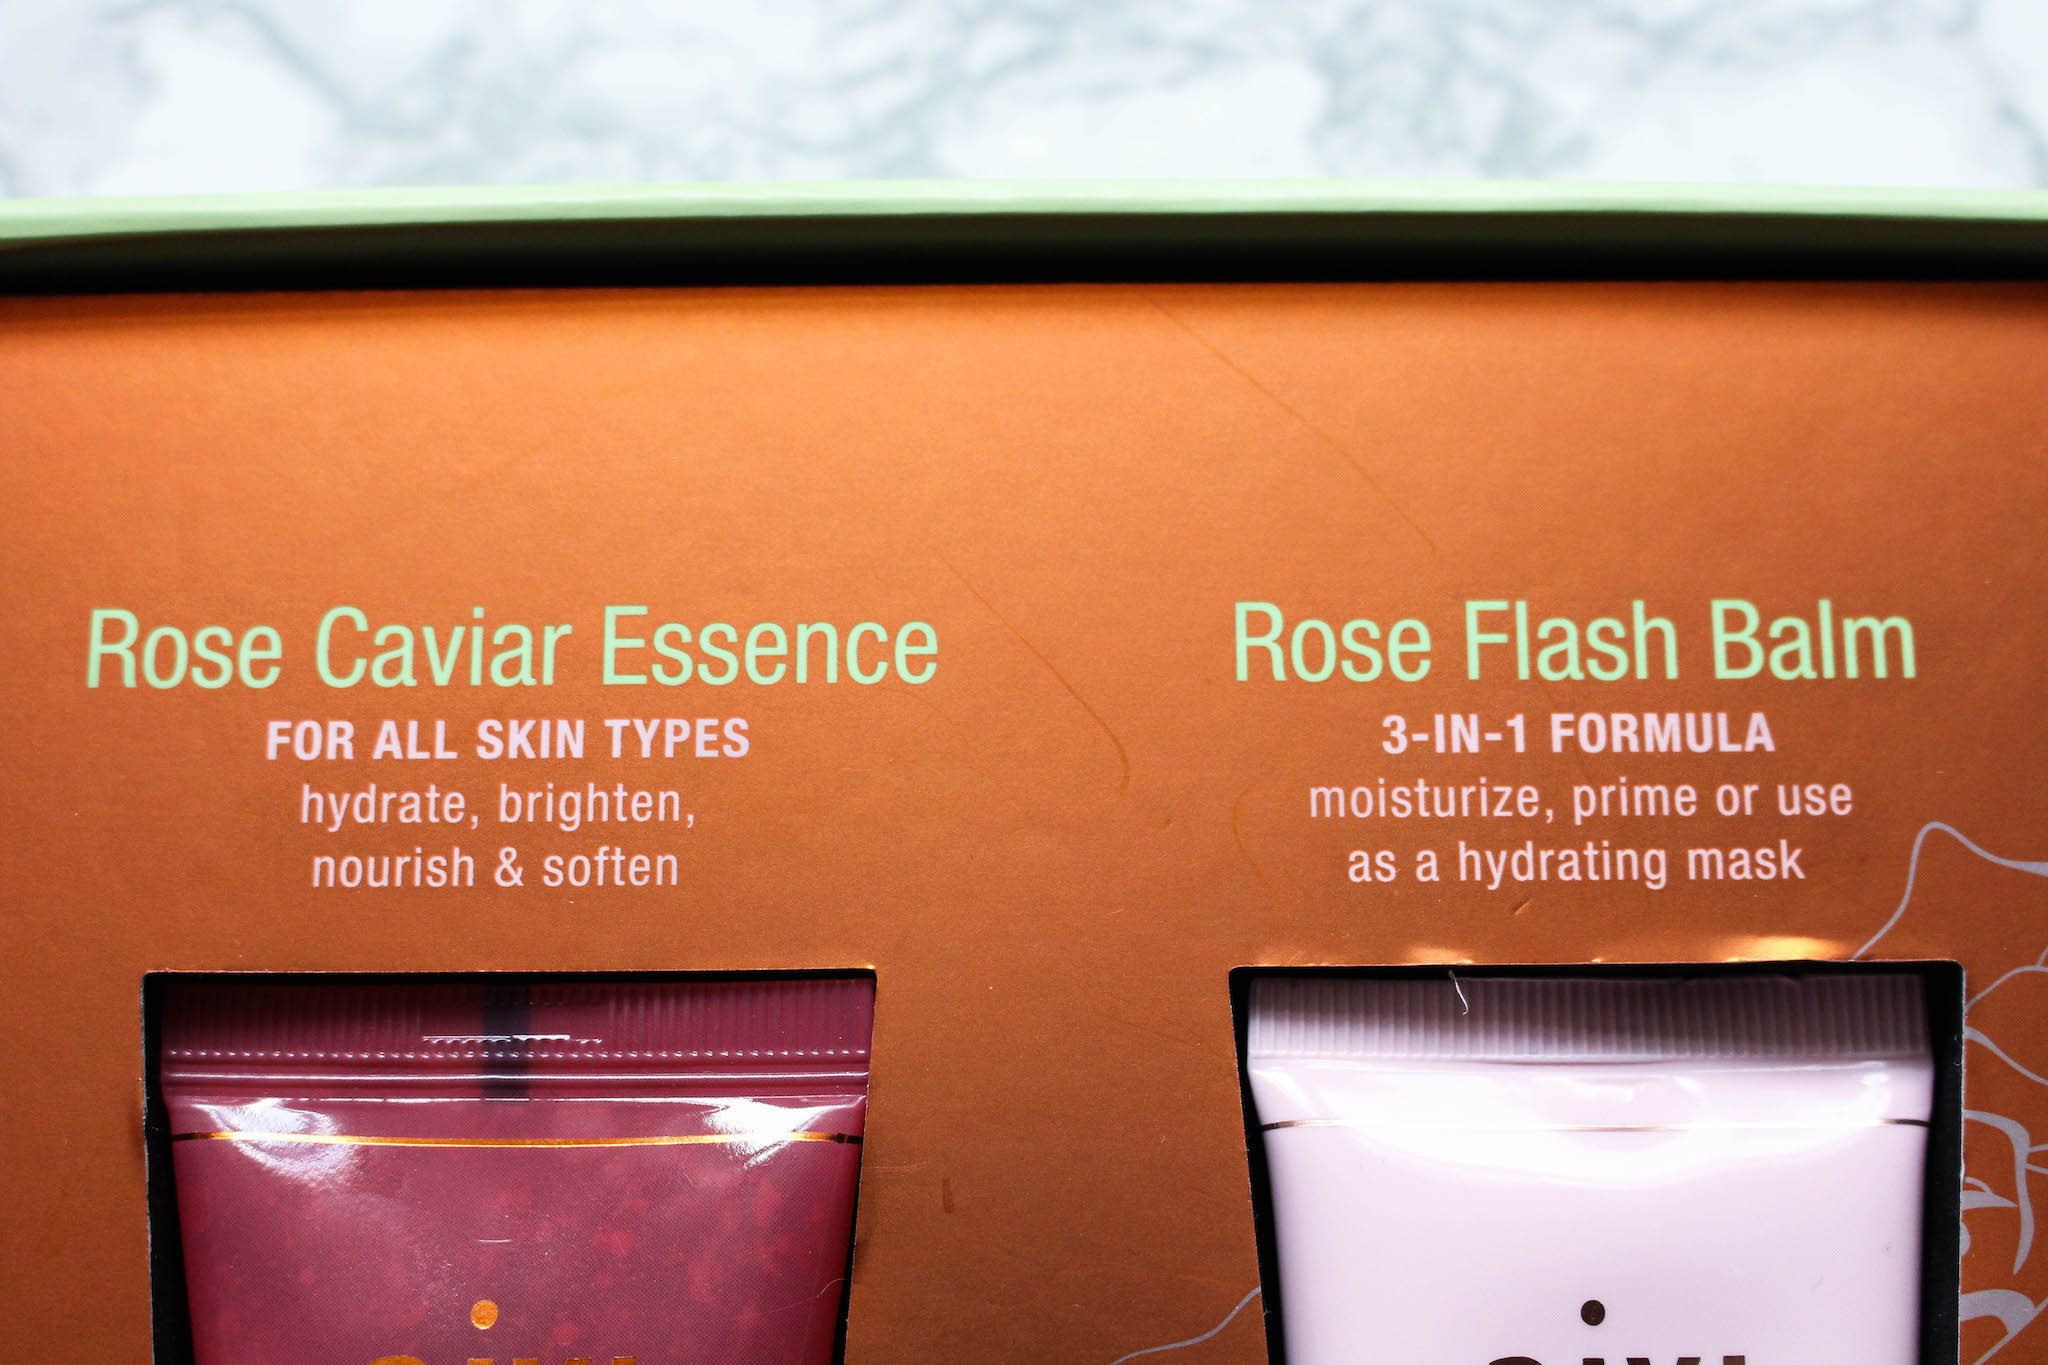 Rose Caviar Essence
FOR ALL SKIN TYPES
hydrate, brighten,
nourish & soften
Rose Flash Balm
3-IN-1 FORMULA
moisturize, prime or use
as a hydrating mask